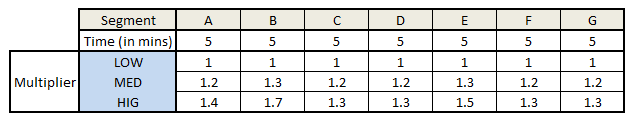 Segment A B C D E F G
Time (in mins) 5 5 5 5 5 5 5
Multiplier LOW 1 1 1 1 1 1 1
MED 1.2 1.3 1.2 1.2 1.3 1.2 1.2
HIG 1.4 1.7 1.3 1.3 1.5 1.3 1.3